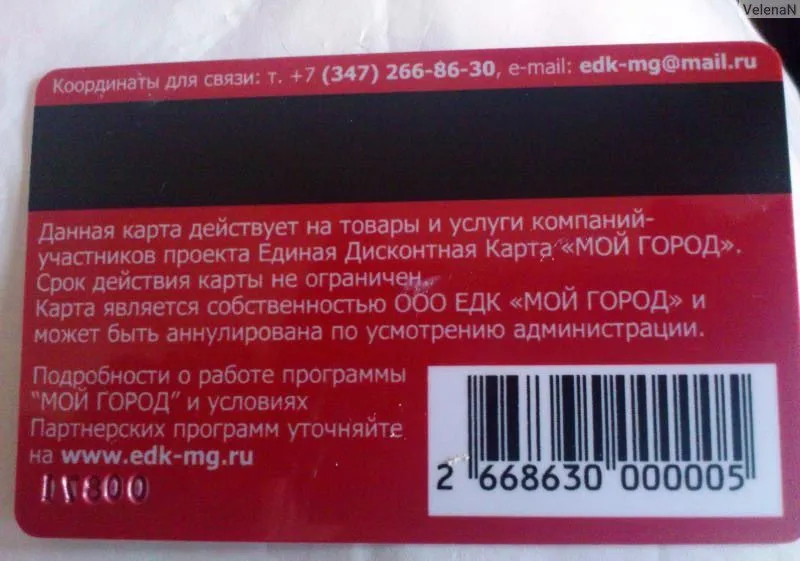 VelenaN
Координаты для связи: т. +7 (347) 266-86-30, e-mail: edk-mg@mail.ru
Данная карта действует на товары и услуги компаний-
участников проекта Единая Дисконтная Карта «МОЙ ГОРОД».
Срок действия карты не ограничен.
Карта является собственностью ООО ЕДК «МОЙ ГОРОД» и
может быть аннулирована по усмотрению администрации.
Подробности о работе программы
"МОЙ ГОРОД" и условиях
Партнерских программ уточняйте
на www.edk-mg.ru
2 668630 000005